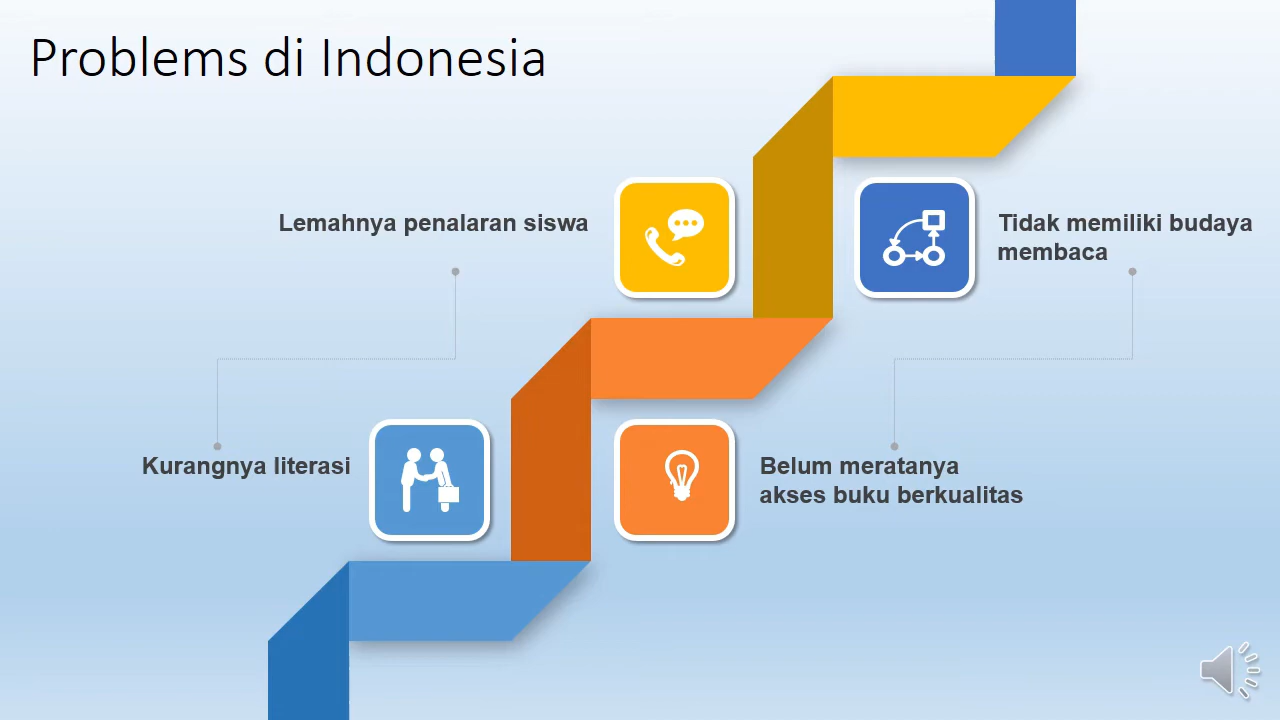 Problems di Indonesia
Lemahnya penalaran siswa
Tidak memiliki budaya
membaca
Kurangnya literasi
Belum meratanya
akses buku berkualitas